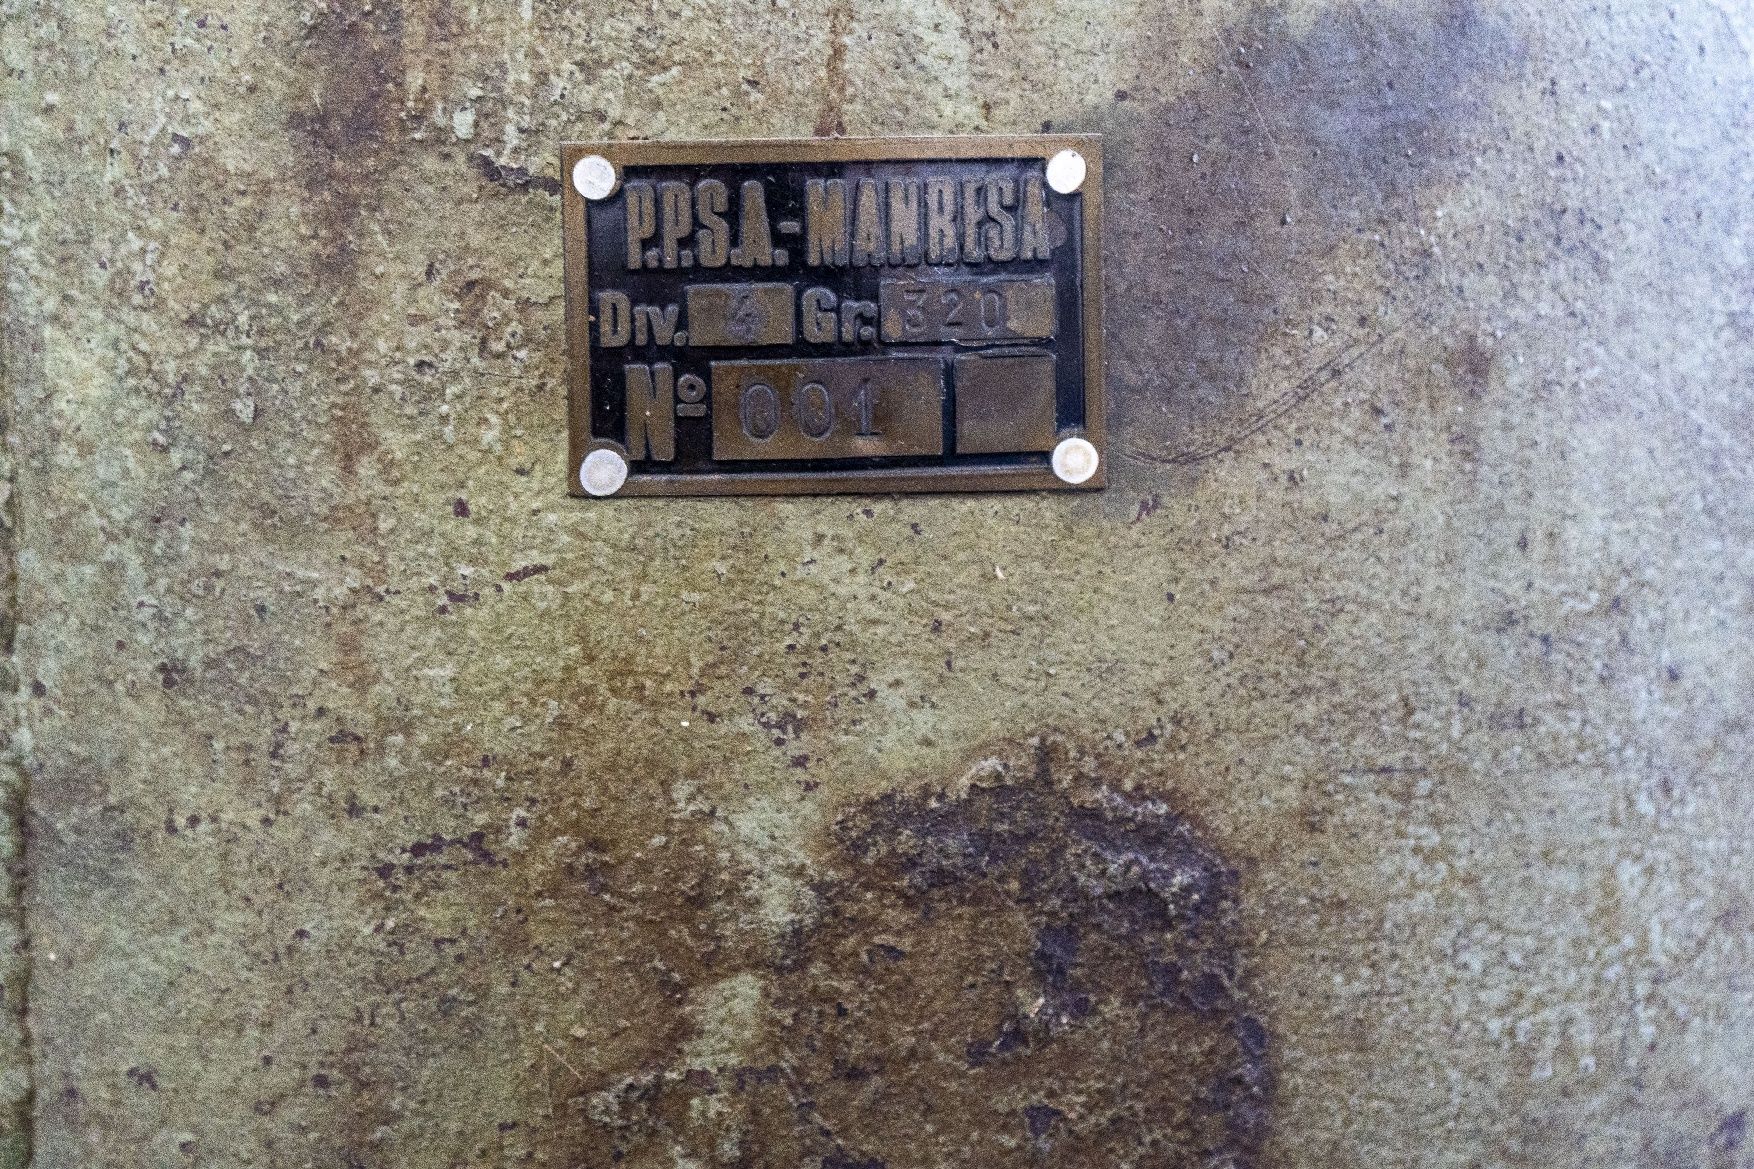 P.P.S.A.-MANRESA
Div. 4 Gr: 320
Nº 001